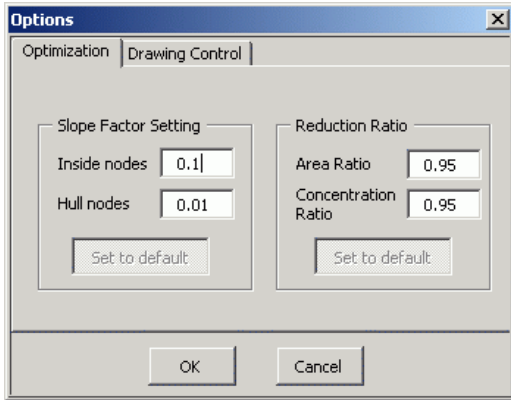 Options
Optimization
Drawing Control
Slope Factor Setting
Inside nodes 0.1
Hull nodes 0.01
Set to default
Reduction Ratio
Area Ratio 0.95
Concentration
Ratio 0.95
Set to default
OK
Cancel